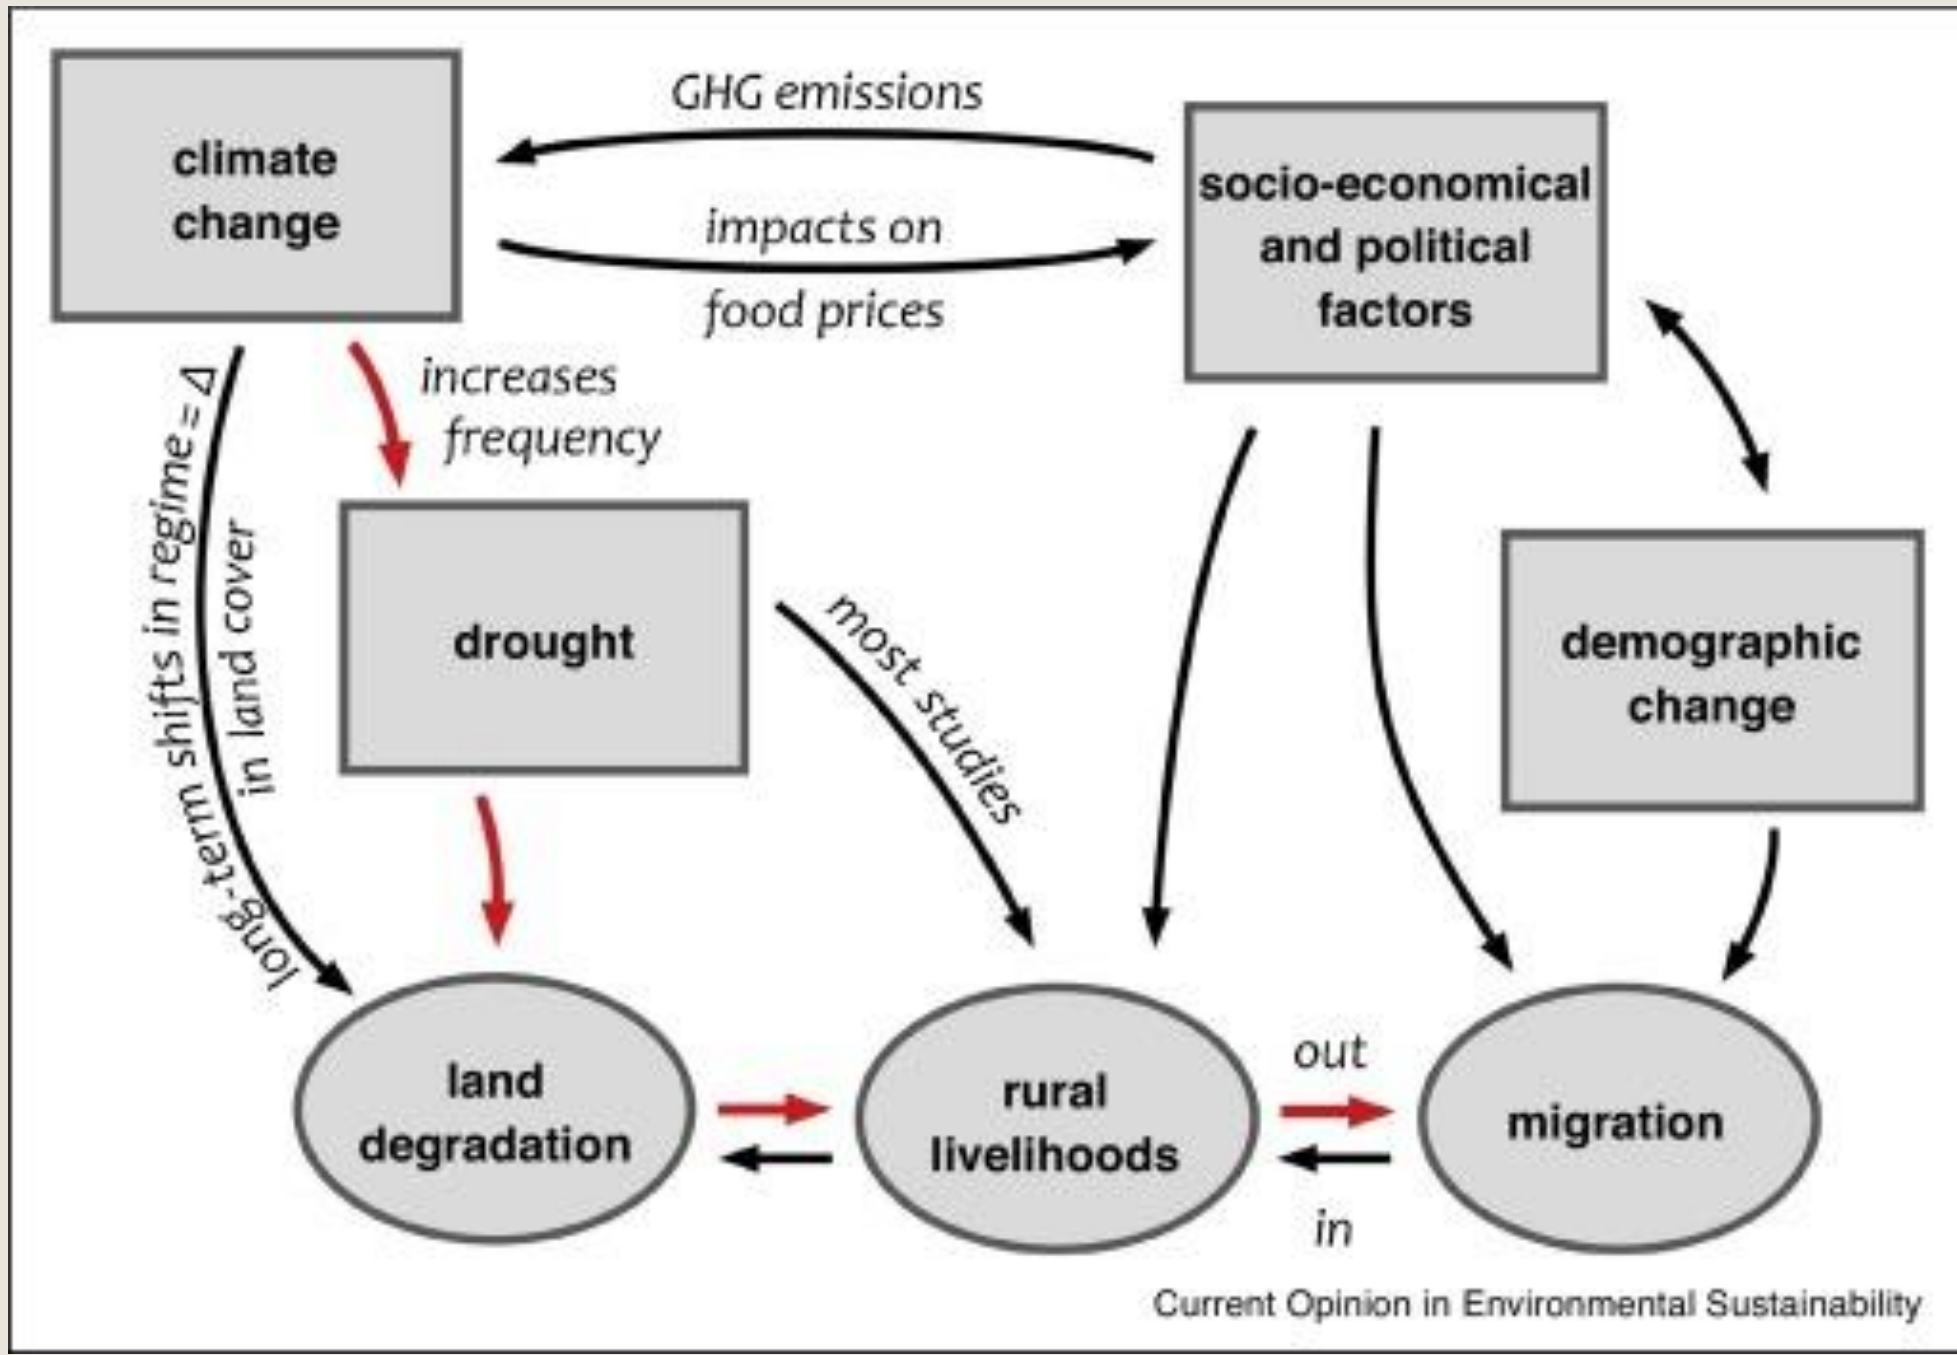 GHG emissions
climate
change
socio-economical
and political
factors
impacts on
food prices
increases
frequency
long-term shifts in regime = Δ
in land cover
drought
most studies
demographic
change
land
degradation
rural
livelihoods
out
in
migration
Current Opinion in Environmental Sustainability